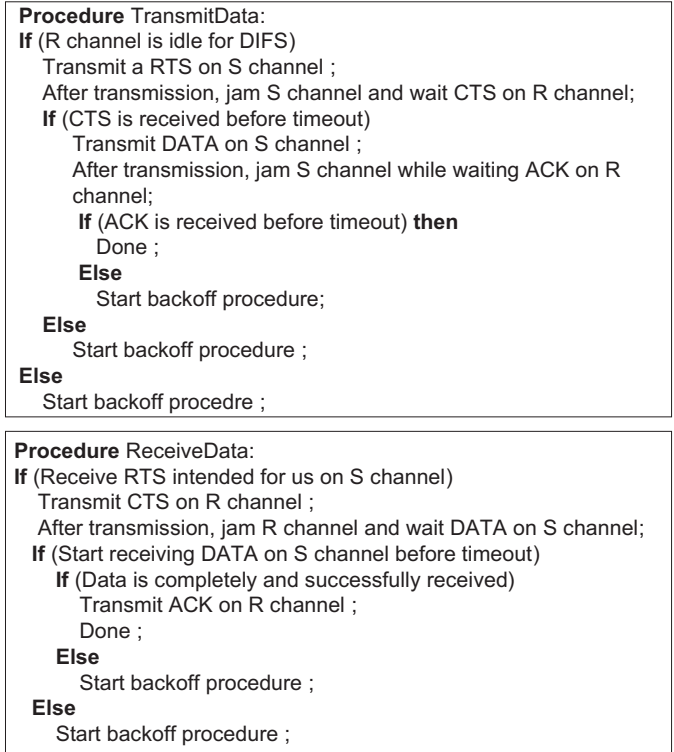 Procedure TransmitData:
If (R channel is idle for DIFS)
Transmit a RTS on S channel ;
After transmission, jam S channel and wait CTS on R channel;
If (CTS is received before timeout)
Transmit DATA on S channel ;
After transmission, jam S channel while waiting ACK on R
channel;
If (ACK is received before timeout) then
Done ;
Else
Start backoff procedure;
Else
Start backoff procedure ;
Else
Start backoff procedre ;
Procedure ReceiveData:
If (Receive RTS intended for us on S channel)
Transmit CTS on R channel ;
After transmission, jam R channel and wait DATA on S channel;
If (Start receiving DATA on S channel before timeout)
If (Data is completely and successfully received)
Transmit ACK on R channel ;
Done ;
Else
Start backoff procedure ;
Else
Start backoff procedure ;